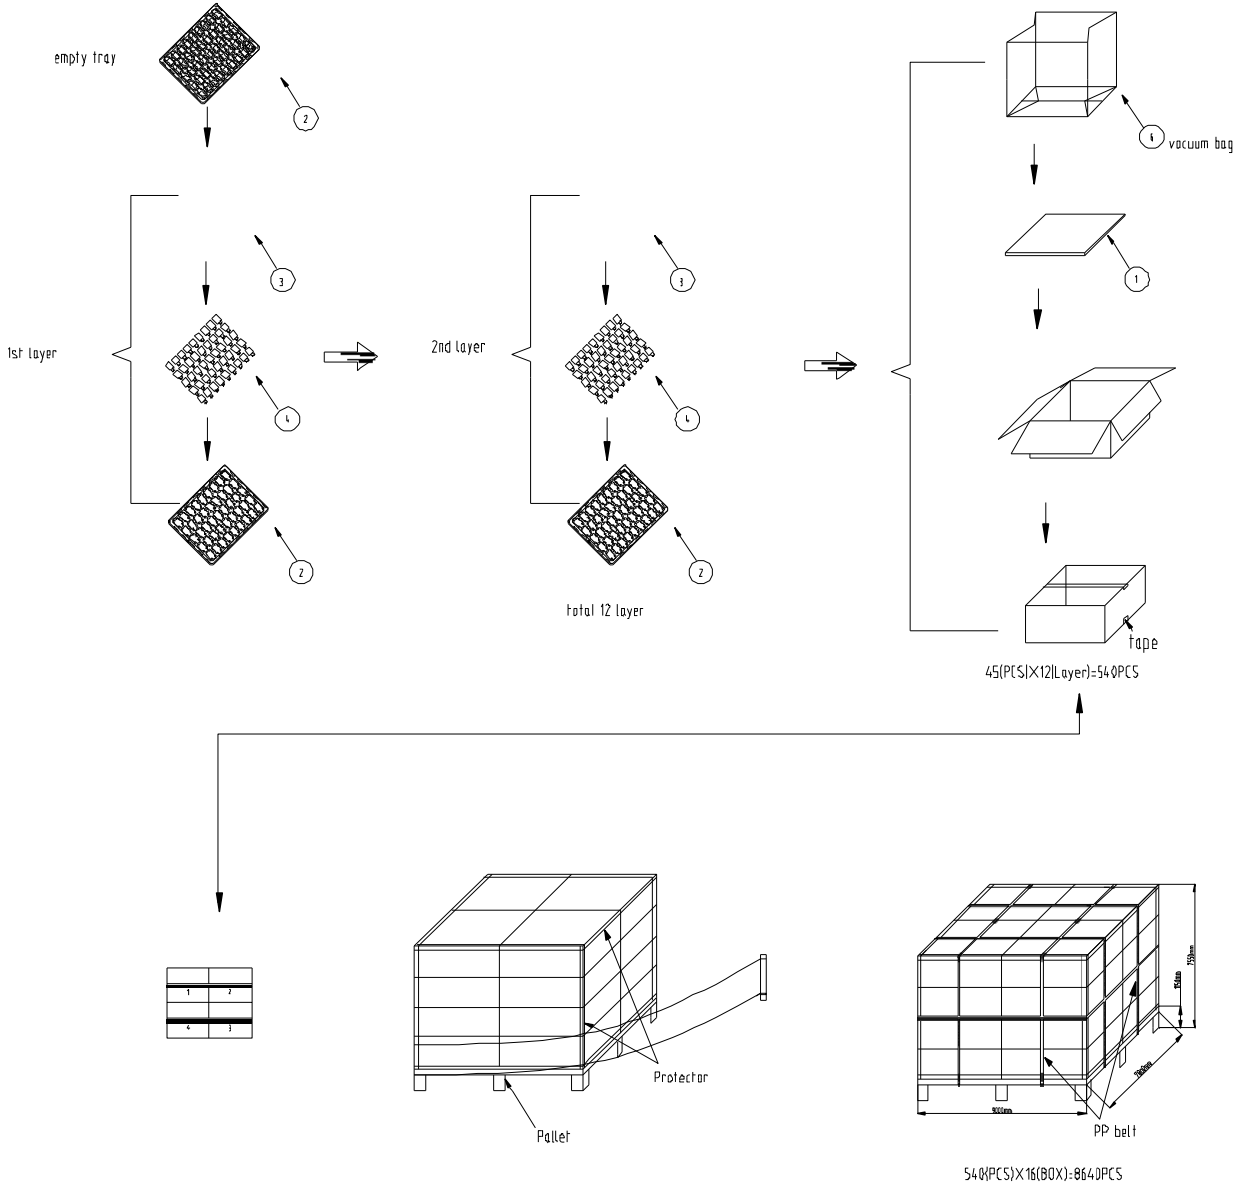 empty tray
2
6
vacuum bag
3
3
1
1st layer
2nd layer
4
4
2
2
total 12 layer
tape
45(PCS)X12(Layer)=540PCS
1 2
4 3
Protector
Pallet
9000mm
PP belt
540(PCS)X16(BOX)=8640PCS